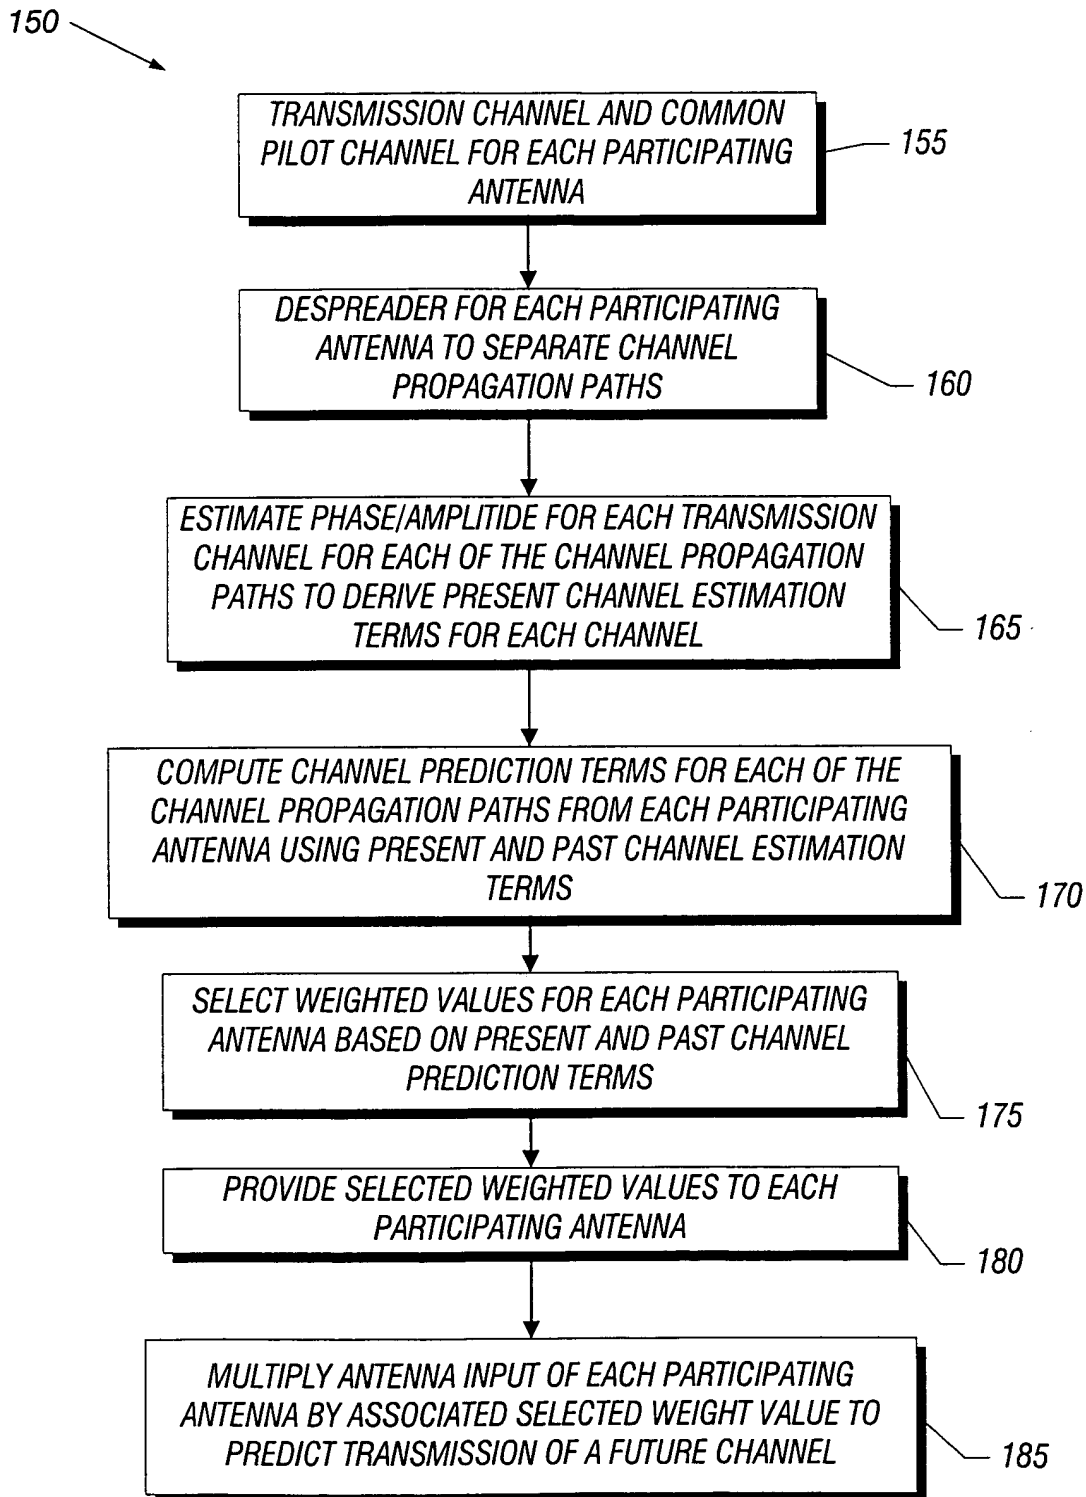 150
TRANSMISSION CHANNEL AND COMMON
PILOT CHANNEL FOR EACH PARTICIPATING
ANTENNA
155
DESPREADER FOR EACH PARTICIPATING
ANTENNA TO SEPARATE CHANNEL
PROPAGATION PATHS
160
ESTIMATE PHASE/AMPLITIDE FOR EACH TRANSMISSION
CHANNEL FOR EACH OF THE CHANNEL PROPAGATION
PATHS TO DERIVE PRESENT CHANNEL ESTIMATION
TERMS FOR EACH CHANNEL
165
COMPUTE CHANNEL PREDICTION TERMS FOR EACH OF THE
CHANNEL PROPAGATION PATHS FROM EACH PARTICIPATING
ANTENNA USING PRESENT AND PAST CHANNEL ESTIMATION
TERMS
170
SELECT WEIGHTED VALUES FOR EACH PARTICIPATING
ANTENNA BASED ON PRESENT AND PAST CHANNEL
PREDICTION TERMS
175
PROVIDE SELECTED WEIGHTED VALUES TO EACH
PARTICIPATING ANTENNA
180
MULTIPLY ANTENNA INPUT OF EACH PARTICIPATING
ANTENNA BY ASSOCIATED SELECTED WEIGHT VALUE TO
PREDICT TRANSMISSION OF A FUTURE CHANNEL
185